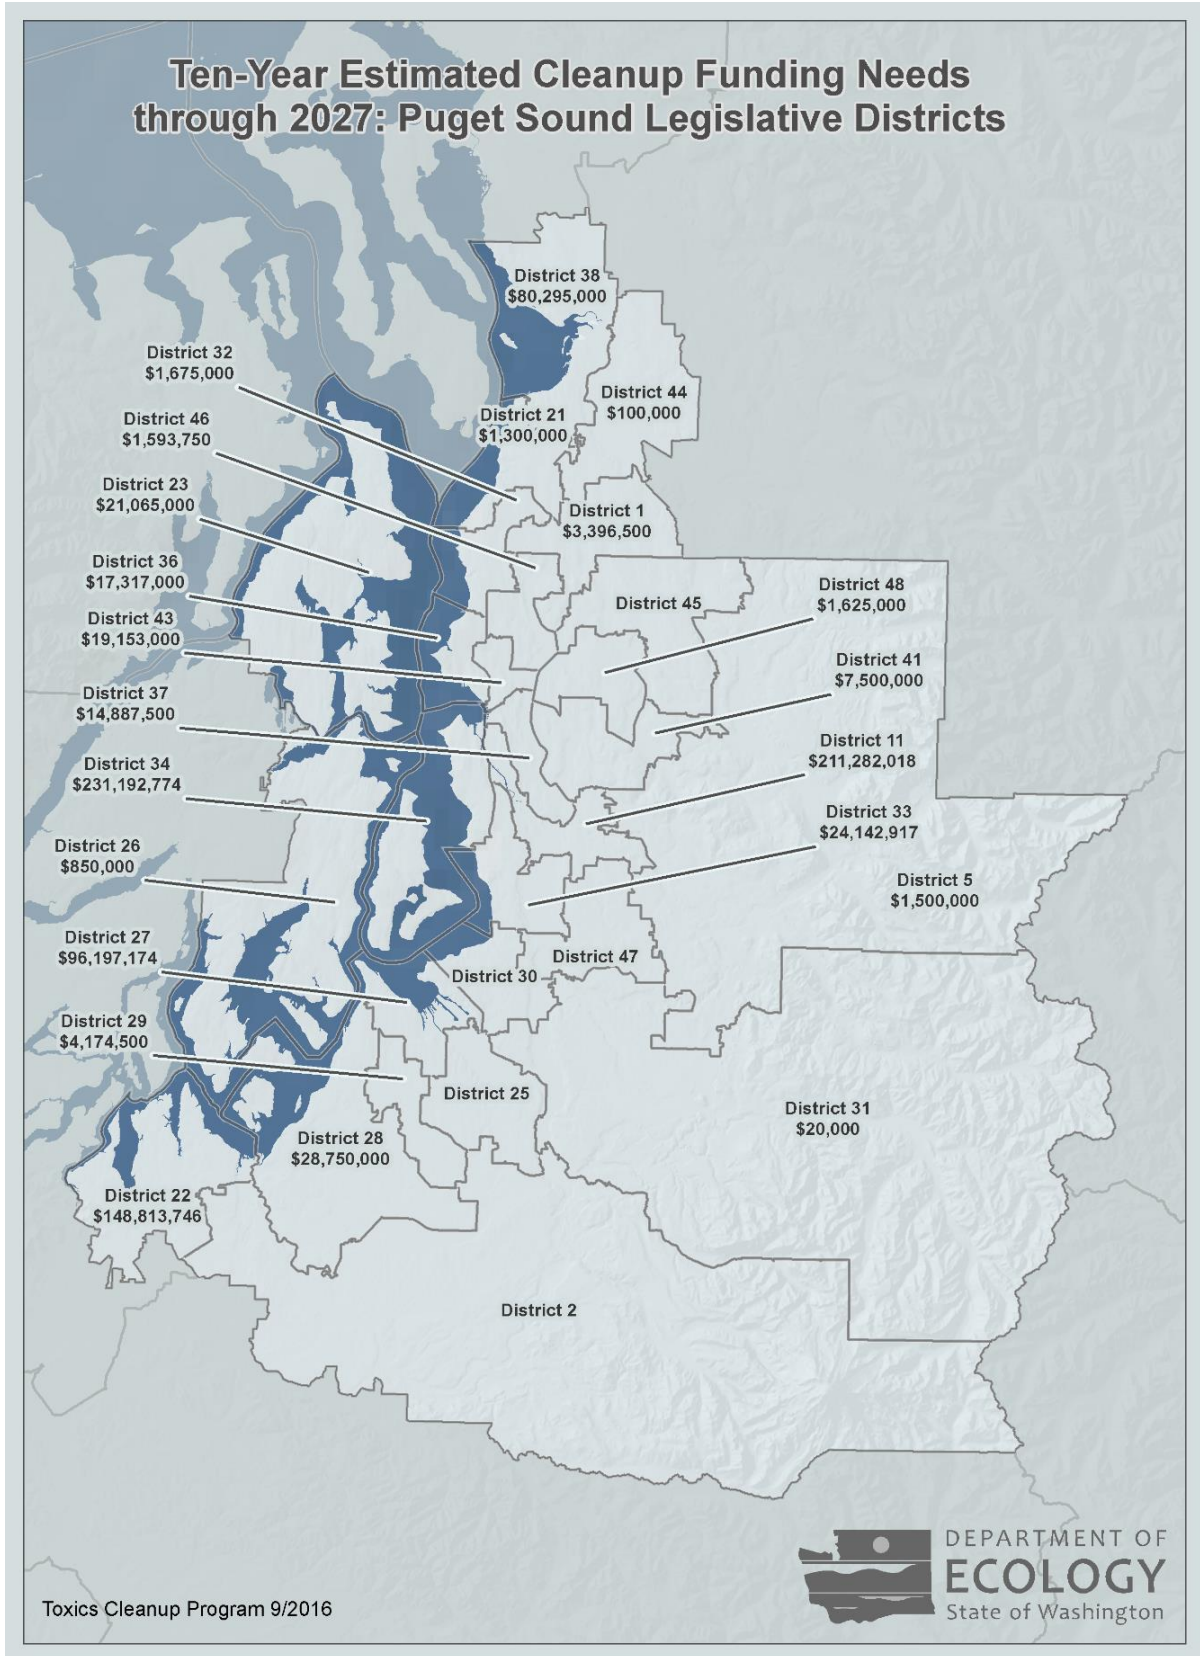 Ten-Year Estimated Cleanup Funding Needs
through 2027: Puget Sound Legislative Districts
District 38
$80,295,000
District 32
$1,675,000
District 44
$100,000
District 21
$1,300,000
District 46
$1,593,750
District 23
$21,065,000
District 1
$3,396,500
District 36
$17,317,000
District 48
$1,625,000
District 45
District 43
$19,153,000
District 41
$7,500,000
District 37
$14,887,500
District 11
$211,282,018
District 34
$231,192,774
District 33
$24,142,917
District 26
$850,000
District 5
$1,500,000
District 27
$96,197,174
District 47
District 30
District 29
$4,174,500
District 25
District 31
$20,000
District 28
$28,750,000
District 22
$148,813,746
District 2
DEPARTMENT OF
ECOLOGY
State of Washington
Toxics Cleanup Program 9/2016